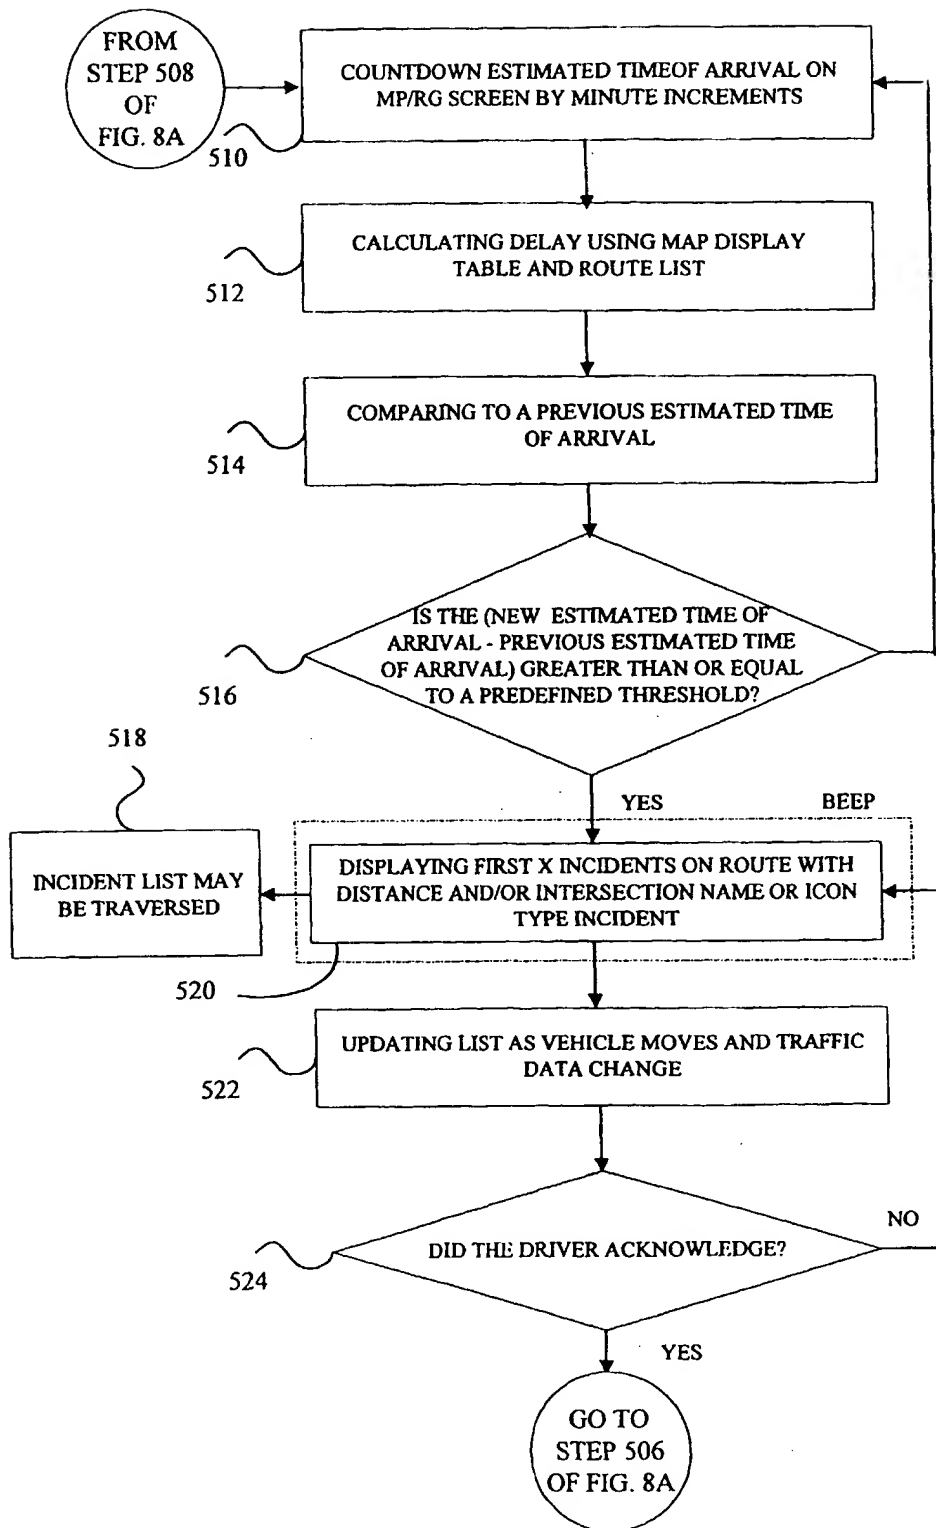 FROM
STEP 508
OF
FIG. 8A
COUNTDOWN ESTIMATED TIMEOF ARRIVAL ON
MP/RG SCREEN BY MINUTE INCREMENTS
510
CALCULATING DELAY USING MAP DISPLAY
TABLE AND ROUTE LIST
512
COMPARING TO A PREVIOUS ESTIMATED TIME
OF ARRIVAL
514
IS THE (NEW ESTIMATED TIME OF
ARRIVAL - PREVIOUS ESTIMATED TIME
OF ARRIVAL) GREATER THAN OR EQUAL
TO A PREDEFINED THRESHOLD?
516
518
YES
BEEP
INCIDENT LIST MAY
BE TRAVERSED
DISPLAYING FIRST X INCIDENTS ON ROUTE WITH
DISTANCE AND/OR INTERSECTION NAME OR ICON
TYPE INCIDENT
520
UPDATING LIST AS VEHICLE MOVES AND TRAFFIC
DATA CHANGE
522
NO
DID THE DRIVER ACKNOWLEDGE?
524
YES
GO TO
STEP 506
OF FIG. 8A